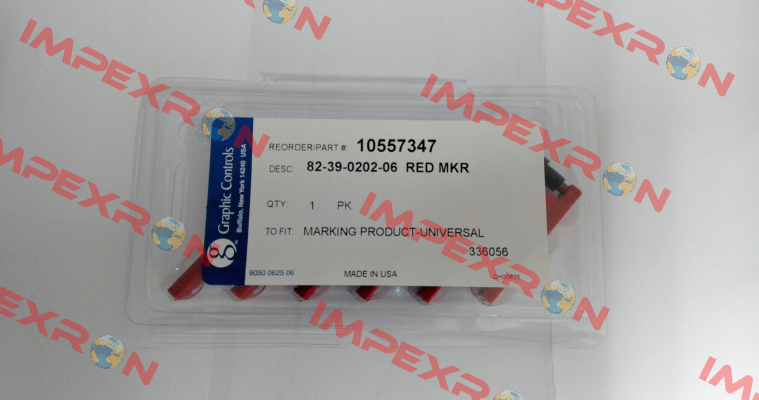 IMPEXRON
IMPEXRON
IMPEXRON
IMPEXRON
IMPEXRON
Graphic Controls
Buffalo, New York 14240 USA
REORDER/PART #: 10557347
DESC: 82-39-0202-06 RED MKR
QTY: 1 PK
TO FIT: MARKING PRODUCT-UNIVERSAL
336056
9050 0625 06
MADE IN USA
IMPEXRON
IMPEXRON